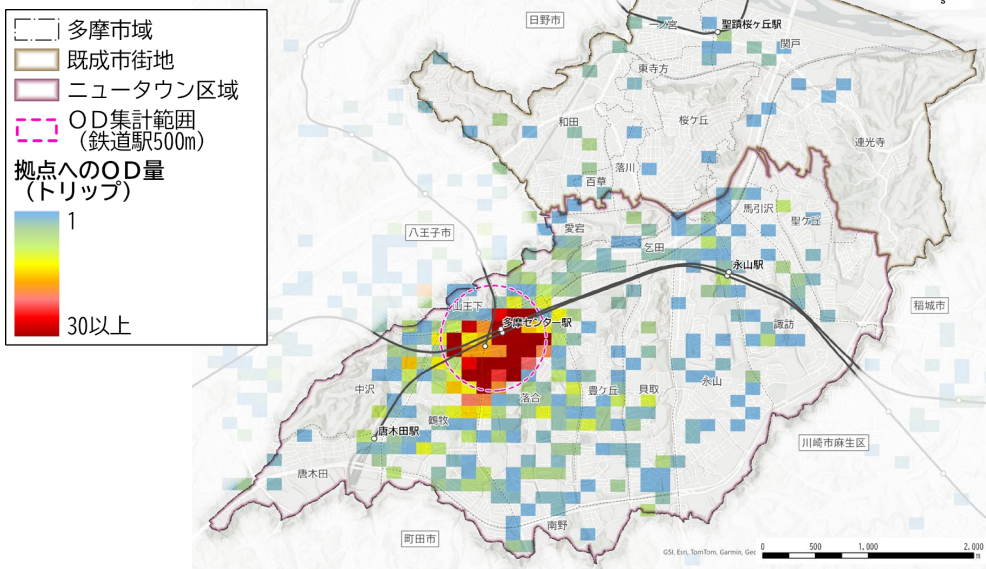 多摩市域
既成市街地
ニュータウン区域
ＯＤ集計範囲
（鉄道駅500m）
拠点へのＯＤ量
（トリップ）
1
30以上
s
日野市
一ノ宮
聖蹟桜ヶ丘駅
関戸
東寺方
和田
桜ケ丘
連光寺
落川
百草
馬引沢
聖ケ丘
愛宕
八王子市
乞田
永山駅
山王下
稲城市
多摩センター駅
諏訪
中沢
落合
豊ケ丘
貝取
永山
鶴牧
唐木田駅
川崎市麻生区
唐木田
南野
町田市
GSI, Esri, TomTom, Garmin, Geo
0 500 1,000 2,000
m